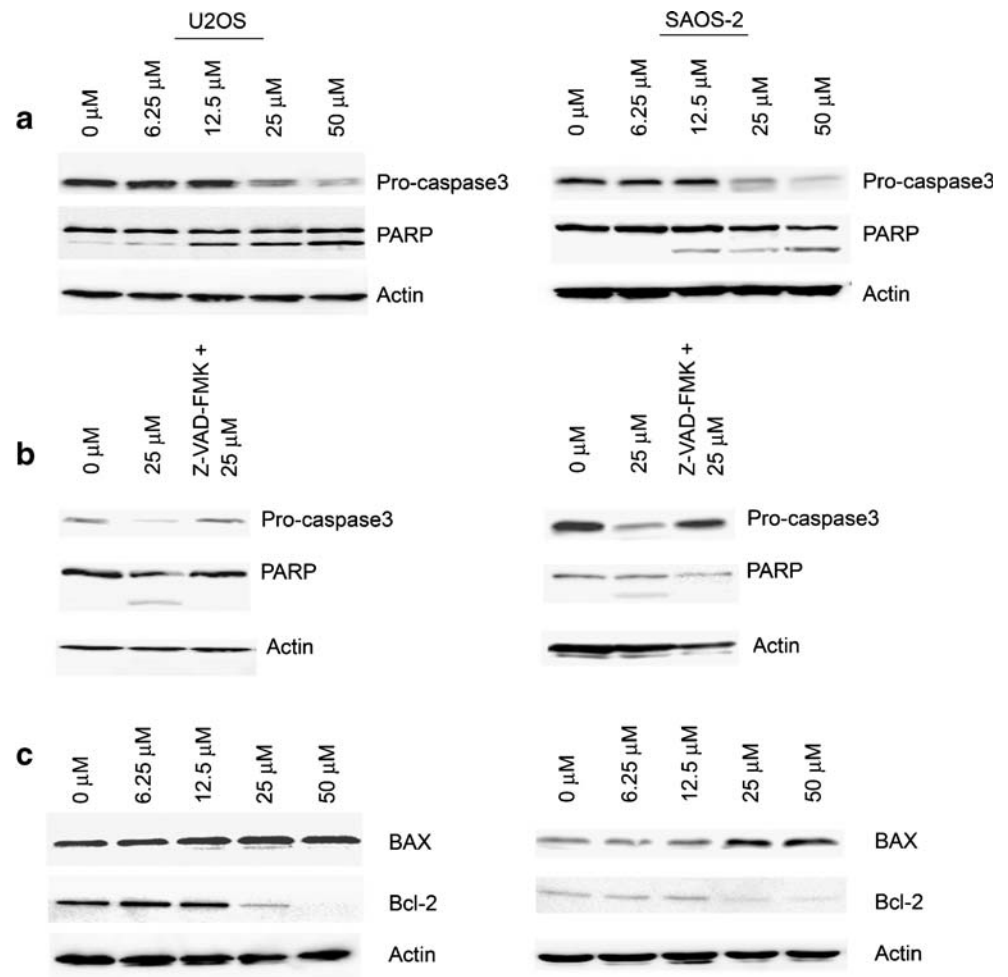 U2OS SAOS-2
a
0 µM 6.25 µM 12.5 µM 25 µM 50 µM
Pro-caspase3
PARP
Actin
0 µM 6.25 µM 12.5 µM 25 µM 50 µM
Pro-caspase3
PARP
Actin
b
0 µM 25 µM Z-VAD-FMK +
25 µM
Pro-caspase3
PARP
Actin
0 µM 25 µM Z-VAD-FMK +
25 µM
Pro-caspase3
PARP
Actin
c
0 µM 6.25 µM 12.5 µM 25 µM 50 µM
BAX
Bcl-2
Actin
0 µM 6.25 µM 12.5 µM 25 µM 50 µM
BAX
Bcl-2
Actin